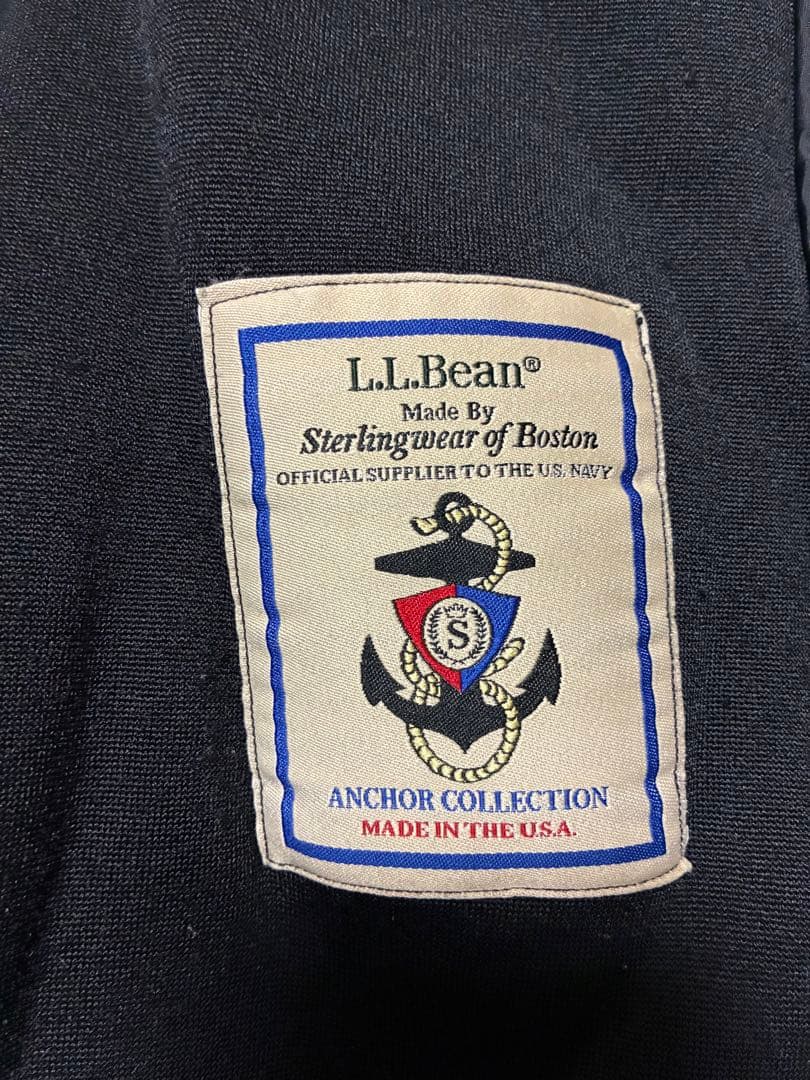 L.L.Bean®
Made By
Sterlingwear of Boston
OFFICIAL SUPPLIER TO THE U.S. NAVY
S
ANCHOR COLLECTION
MADE IN THE U.S.A.